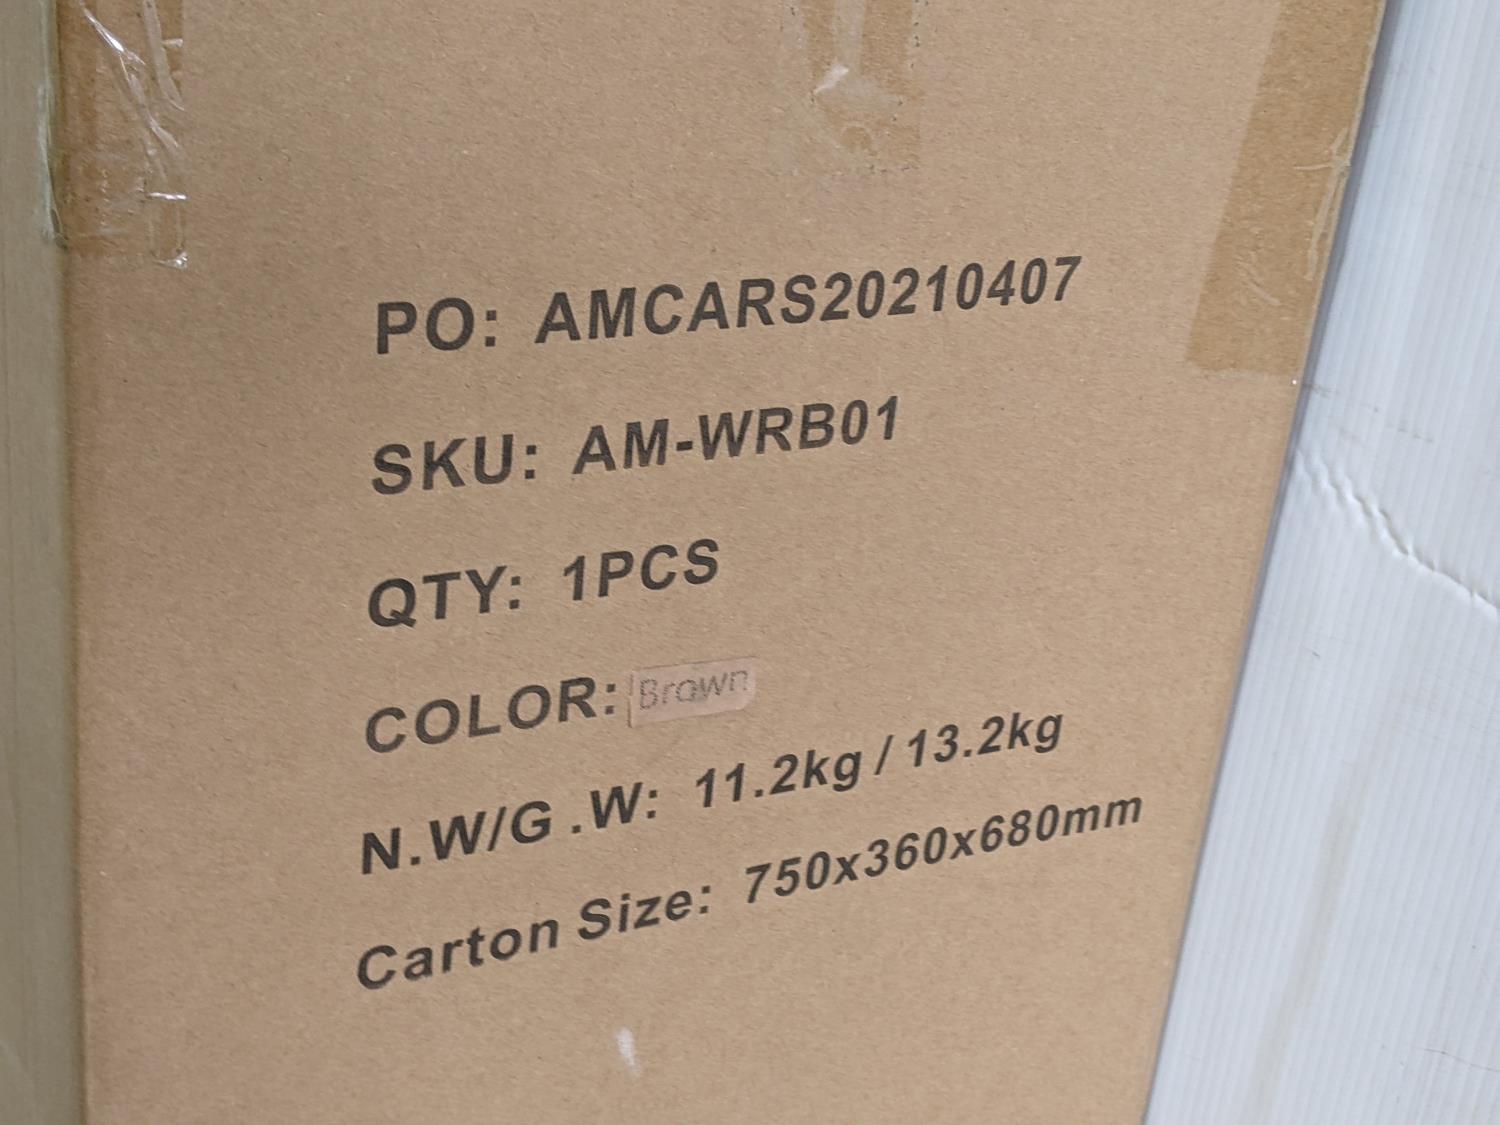 PO: AMCARS20210407
SKU: AM-WRB01
QTY: 1PCS
COLOR: Brown
N.W/G .W: 11.2kg / 13.2kg
Carton Size: 750x360x680mm